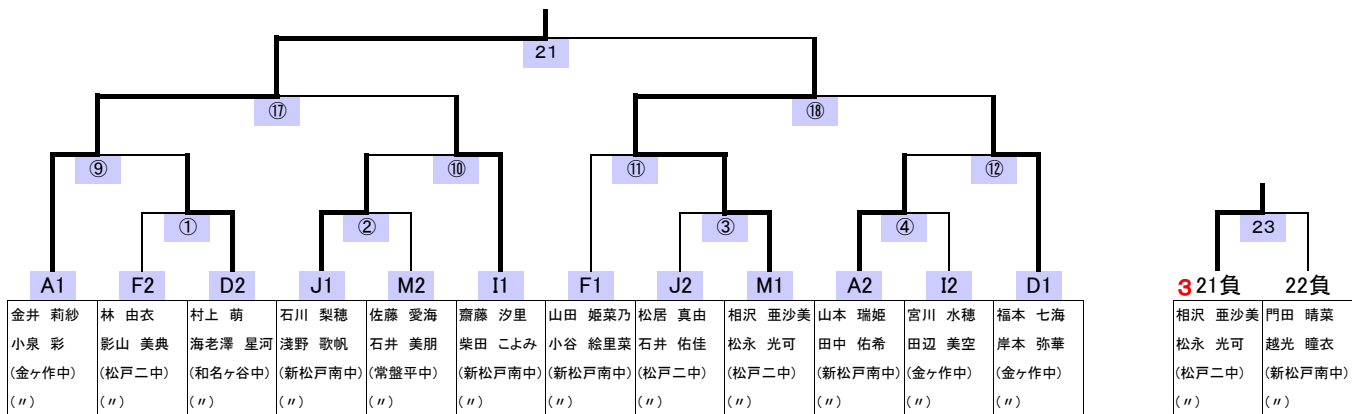 21
⑰ ⑱
⑨ ⑩ ⑪ ⑫
① ② ③ ④ 23
A1 F2 D2 J1 M2 I1 F1 J2 M1 A2 I2 D1 3 21負 22負
金井 莉紗 林 由衣 村上 萌 石川 梨穂 佐藤 愛海 齋藤 汐里 山田 姫菜乃 松居 真由 相沢 亜沙美 山本 瑞姫 宮川 水穂 福本 七海 相沢 亜沙美 門田 晴菜
小泉 彩 影山 美典 海老澤 星河 淺野 歌帆 石井 美朋 柴田 こよみ 小谷 絵里菜 石井 佑佳 松永 光可 田中 佑希 田辺 美空 岸本 弥華 松永 光可 越光 瞳衣
(金ヶ作中) (松戸二中) (和名ヶ谷中) (新松戸南中) (常盤平中) (新松戸南中) (新松戸南中) (松戸二中) (松戸二中) (新松戸南中) (金ヶ作中) (金ヶ作中) (松戸二中) (新松戸南中)
(〃) (〃) (〃) (〃) (〃) (〃) (〃) (〃) (〃) (〃) (〃) (〃) (〃) (〃)